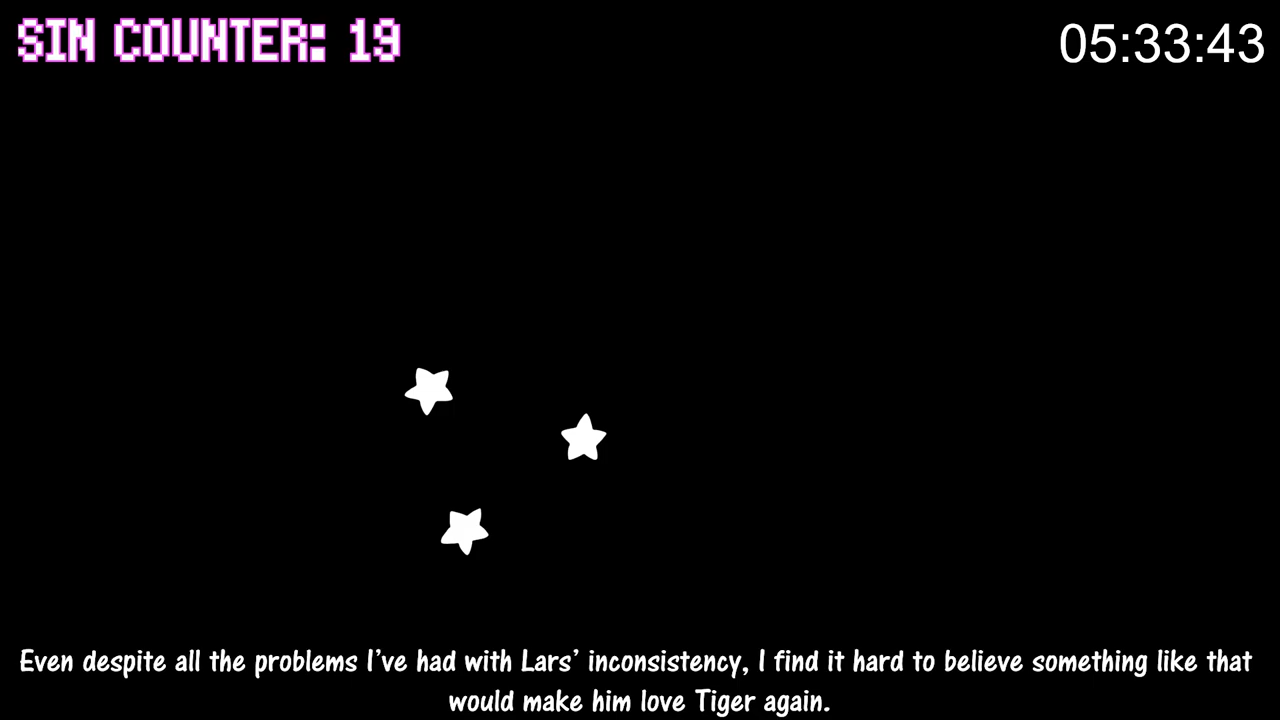 SIN COUNTER: 19
05:33:43
Even despite all the problems I've had with Lars' inconsistency, I find it hard to believe something like that
would make him love Tiger again.